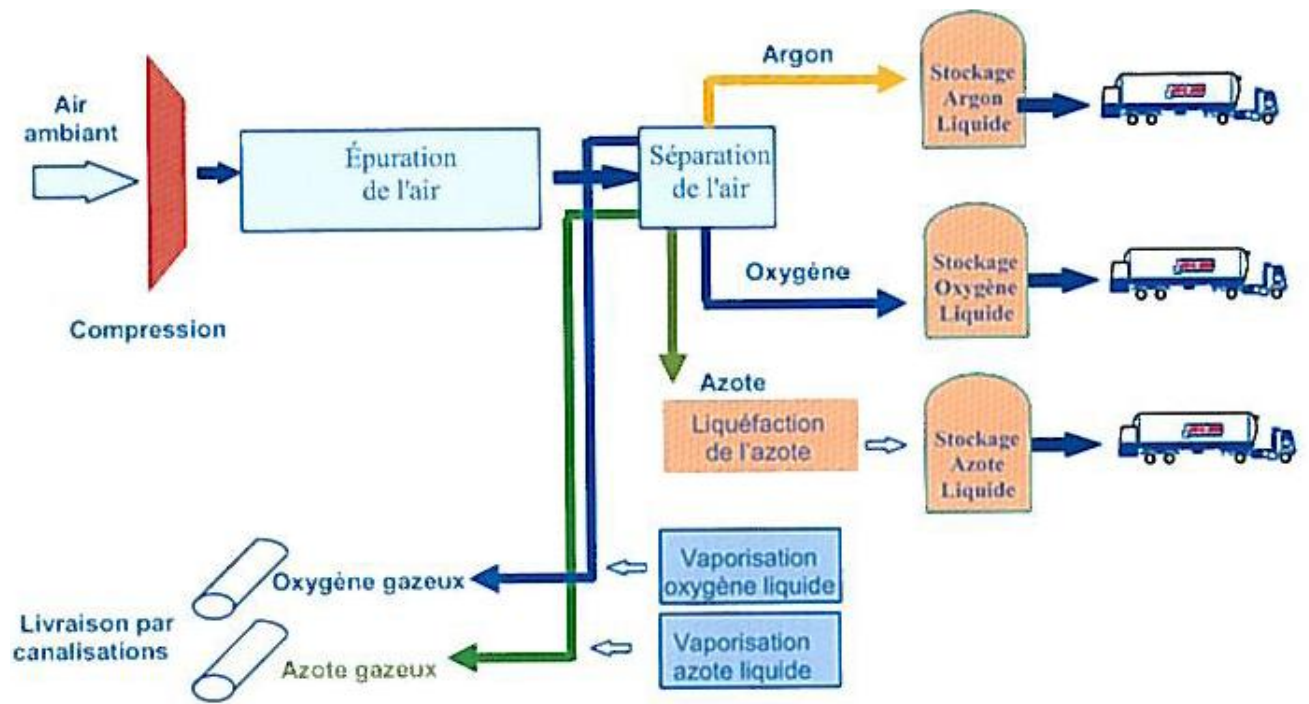 Argon
Stockage
Argon
Liquide
Air
ambiant
Épuration
de l'air
Séparation
de l'air
Compression
Oxygène
Stockage
Oxygène
Liquide
Azote
Liquéfaction
de l'azote
Stockage
Azote
Liquide
Vaporisation
oxygène liquide
Oxygène gazeux
Livraison par
canalisations
Vaporisation
azote liquide
Azote gazeux